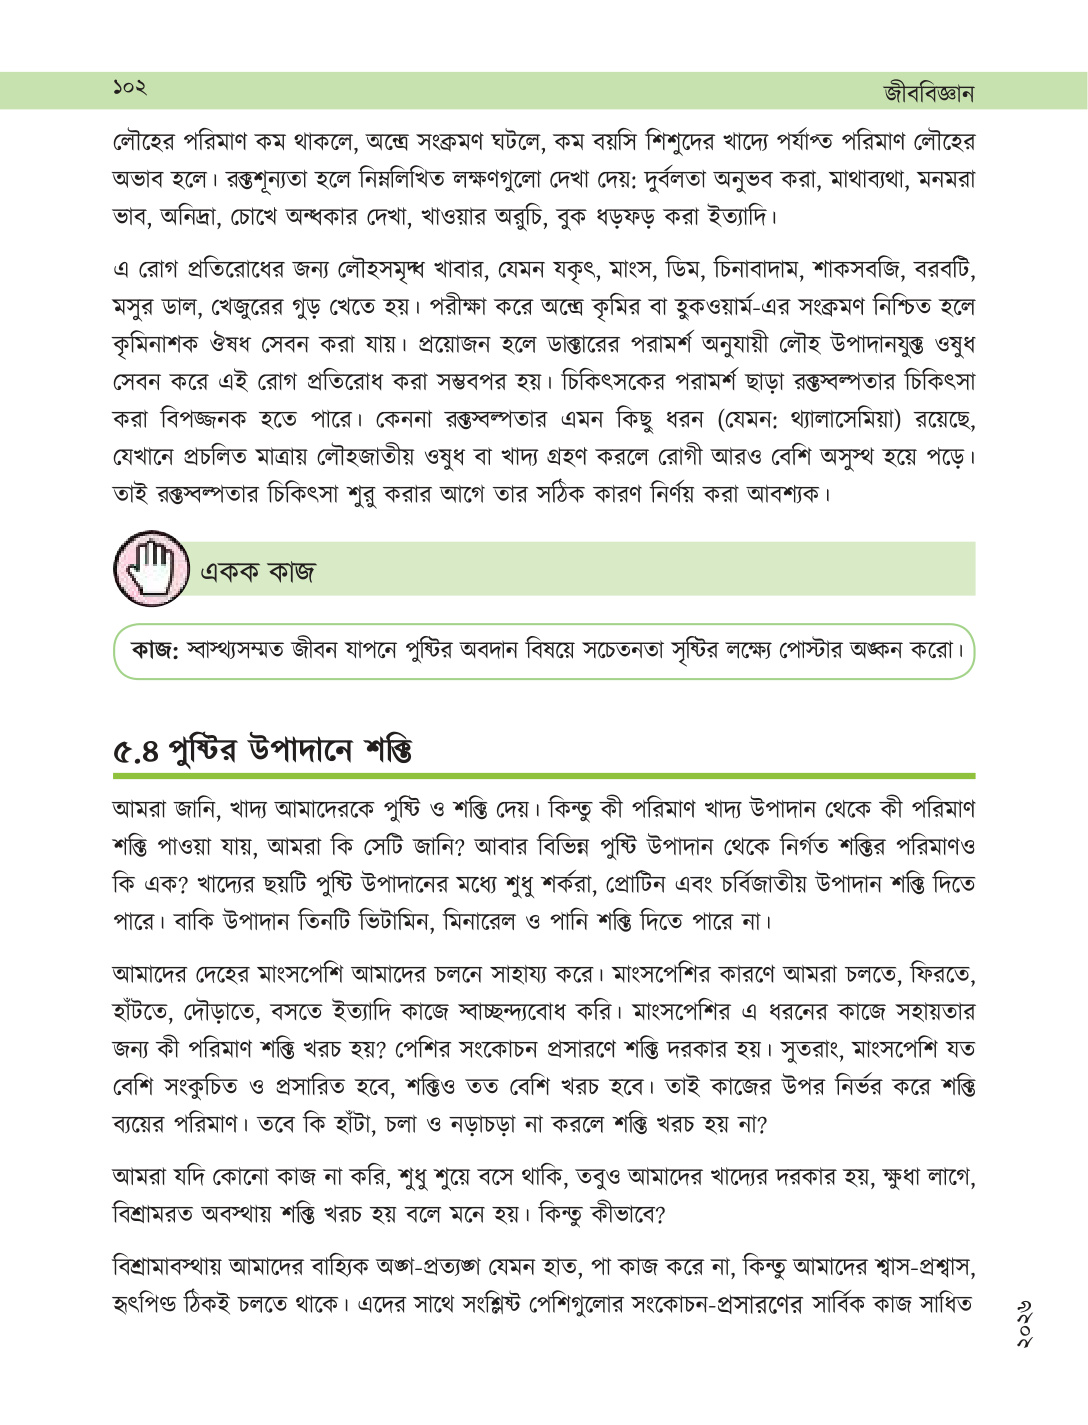 ১০২
জীববিজ্ঞান
লৌহের পরিমাণ কম থাকলে, অন্ত্রে সংক্রমণ ঘটলে, কম বয়সি শিশুদের খাদ্যে পর্যাপ্ত পরিমাণ লৌহের
অভাব হলে। রক্তশূন্যতা হলে নিম্নলিখিত লক্ষণগুলো দেখা দেয়: দুর্বলতা অনুভব করা, মাথাব্যথা, মনমরা
ভাব, অনিদ্রা, চোখে অন্ধকার দেখা, খাওয়ার অরুচি, বুক ধড়ফড় করা ইত্যাদি।
এ রোগ প্রতিরোধের জন্য লৌহসমৃদ্ধ খাবার, যেমন যকৃৎ, মাংস, ডিম, চিনাবাদাম, শাকসবজি, বরবটি,
মসুর ডাল, খেজুরের গুড় খেতে হয়। পরীক্ষা করে অন্ত্রে কৃমির বা হুকওয়ার্ম-এর সংক্রমণ নিশ্চিত হলে
কৃমিনাশক ঔষধ সেবন করা যায়। প্রয়োজন হলে ডাক্তারের পরামর্শ অনুযায়ী লৌহ উপাদানযুক্ত ওষুধ
সেবন করে এই রোগ প্রতিরোধ করা সম্ভবপর হয়। চিকিৎসকের পরামর্শ ছাড়া রক্তস্বল্পতার চিকিৎসা
করা বিপজ্জনক হতে পারে। কেননা রক্তস্বল্পতার এমন কিছু ধরন (যেমন: থ্যালাসেমিয়া) রয়েছে,
যেখানে প্রচলিত মাত্রায় লৌহজাতীয় ওষুধ বা খাদ্য গ্রহণ করলে রোগী আরও বেশি অসুস্থ হয়ে পড়ে।
তাই রক্তস্বল্পতার চিকিৎসা শুরু করার আগে তার সঠিক কারণ নির্ণয় করা আবশ্যক।
একক কাজ
কাজ: স্বাস্থ্যসম্মত জীবন যাপনে পুষ্টির অবদান বিষয়ে সচেতনতা সৃষ্টির লক্ষ্যে পোস্টার অঙ্কন করো।
৫.৪ পুষ্টির উপাদানে শক্তি
আমরা জানি, খাদ্য আমাদেরকে পুষ্টি ও শক্তি দেয়। কিন্তু কী পরিমাণ খাদ্য উপাদান থেকে কী পরিমাণ
শক্তি পাওয়া যায়, আমরা কি সেটি জানি? আবার বিভিন্ন পুষ্টি উপাদান থেকে নির্গত শক্তির পরিমাণও
কি এক? খাদ্যের ছয়টি পুষ্টি উপাদানের মধ্যে শুধু শর্করা, প্রোটিন এবং চর্বিজাতীয় উপাদান শক্তি দিতে
পারে। বাকি উপাদান তিনটি ভিটামিন, মিনারেল ও পানি শক্তি দিতে পারে না।
আমাদের দেহের মাংসপেশি আমাদের চলনে সাহায্য করে। মাংসপেশির কারণে আমরা চলতে, ফিরতে,
হাঁটতে, দৌড়াতে, বসতে ইত্যাদি কাজে স্বাচ্ছন্দ্যবোধ করি। মাংসপেশির এ ধরনের কাজে সহায়তার
জন্য কী পরিমাণ শক্তি খরচ হয়? পেশির সংকোচন প্রসারণে শক্তি দরকার হয়। সুতরাং, মাংসপেশি যত
বেশি সংকুচিত ও প্রসারিত হবে, শক্তিও তত বেশি খরচ হবে। তাই কাজের উপর নির্ভর করে শক্তি
ব্যয়ের পরিমাণ। তবে কি হাঁটা, চলা ও নড়াচড়া না করলে শক্তি খরচ হয় না?
আমরা যদি কোনো কাজ না করি, শুধু শুয়ে বসে থাকি, তবুও আমাদের খাদ্যের দরকার হয়, ক্ষুধা লাগে,
বিশ্রামরত অবস্থায় শক্তি খরচ হয় বলে মনে হয়। কিন্তু কীভাবে?
বিশ্রামাবস্থায় আমাদের বাহ্যিক অঙ্গ-প্রত্যঙ্গ যেমন হাত, পা কাজ করে না, কিন্তু আমাদের শ্বাস-প্রশ্বাস,
হৃৎপিণ্ড ঠিকই চলতে থাকে। এদের সাথে সংশ্লিষ্ট পেশিগুলোর সংকোচন-প্রসারণের সার্বিক কাজ সাধিত
২০২৬